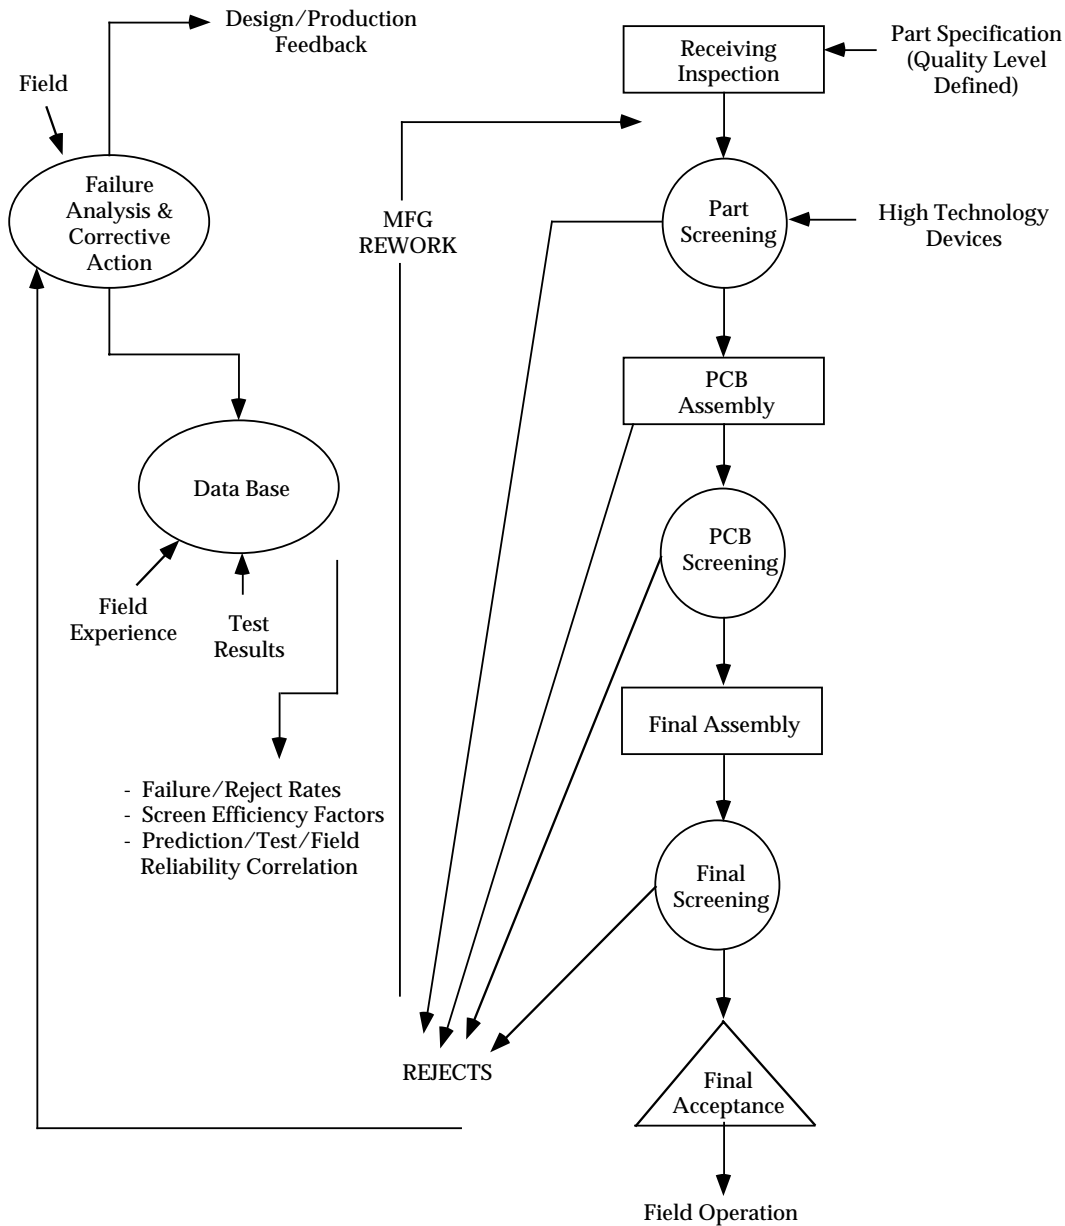 Design/Production
Feedback
Field
Failure
Analysis &
Corrective
Action
Data Base
Field
Experience
Test
Results
- Failure/Reject Rates
- Screen Efficiency Factors
- Prediction/Test/Field
Reliability Correlation
MFG
REWORK
REJECTS
Receiving
Inspection
Part Specification
(Quality Level
Defined)
Part
Screening
High Technology
Devices
PCB
Assembly
PCB
Screening
Final Assembly
Final
Screening
Final
Acceptance
Field Operation